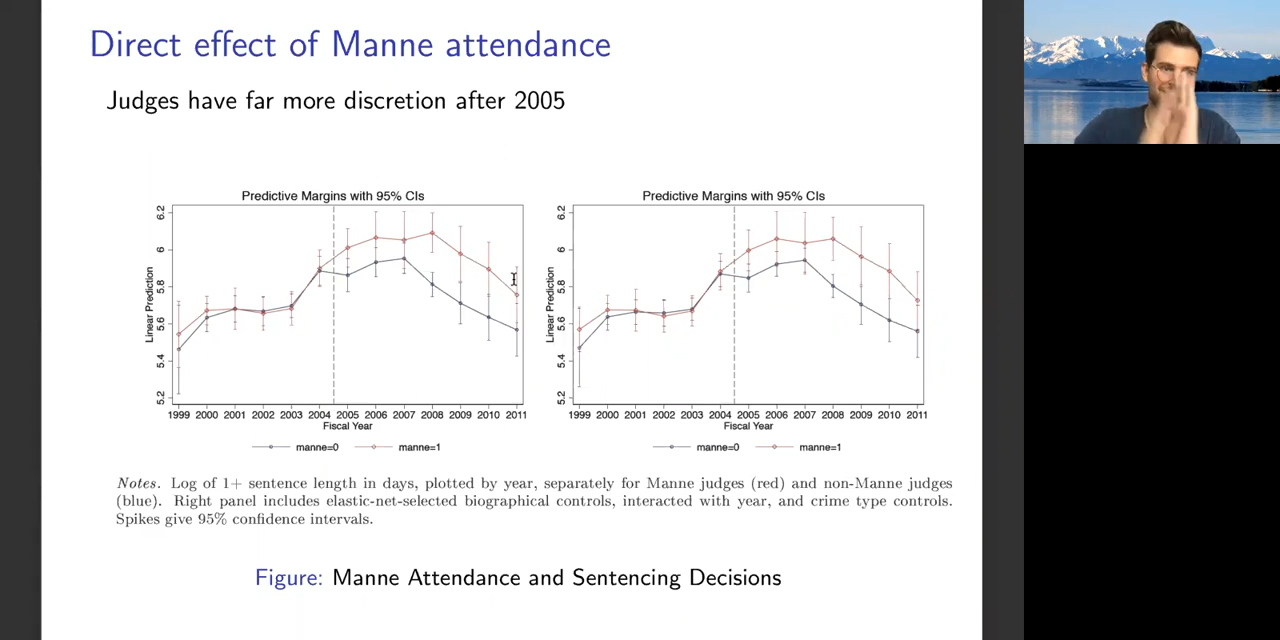 Direct effect of Manne attendance
Judges have far more discretion after 2005
Predictive Margins with 95% CIs
Linear Prediction
6.2
6
5.8
5.6
5.4
5.2
1999 2000 2001 2002 2003 2004 2005 2006 2007 2008 2009 2010 2011
Fiscal Year
manne=0 manne=1
Predictive Margins with 95% CIs
Linear Prediction
6.2
6
5.8
5.6
5.4
5.2
1999 2000 2001 2002 2003 2004 2005 2006 2007 2008 2009 2010 2011
Fiscal Year
manne=0 manne=1
Notes. Log of 1+ sentence length in days, plotted by year, separately for Manne judges (red) and non-Manne judges
(blue). Right panel includes elastic-net-selected biographical controls, interacted with year, and crime type controls.
Spikes give 95% confidence intervals.
Figure: Manne Attendance and Sentencing Decisions